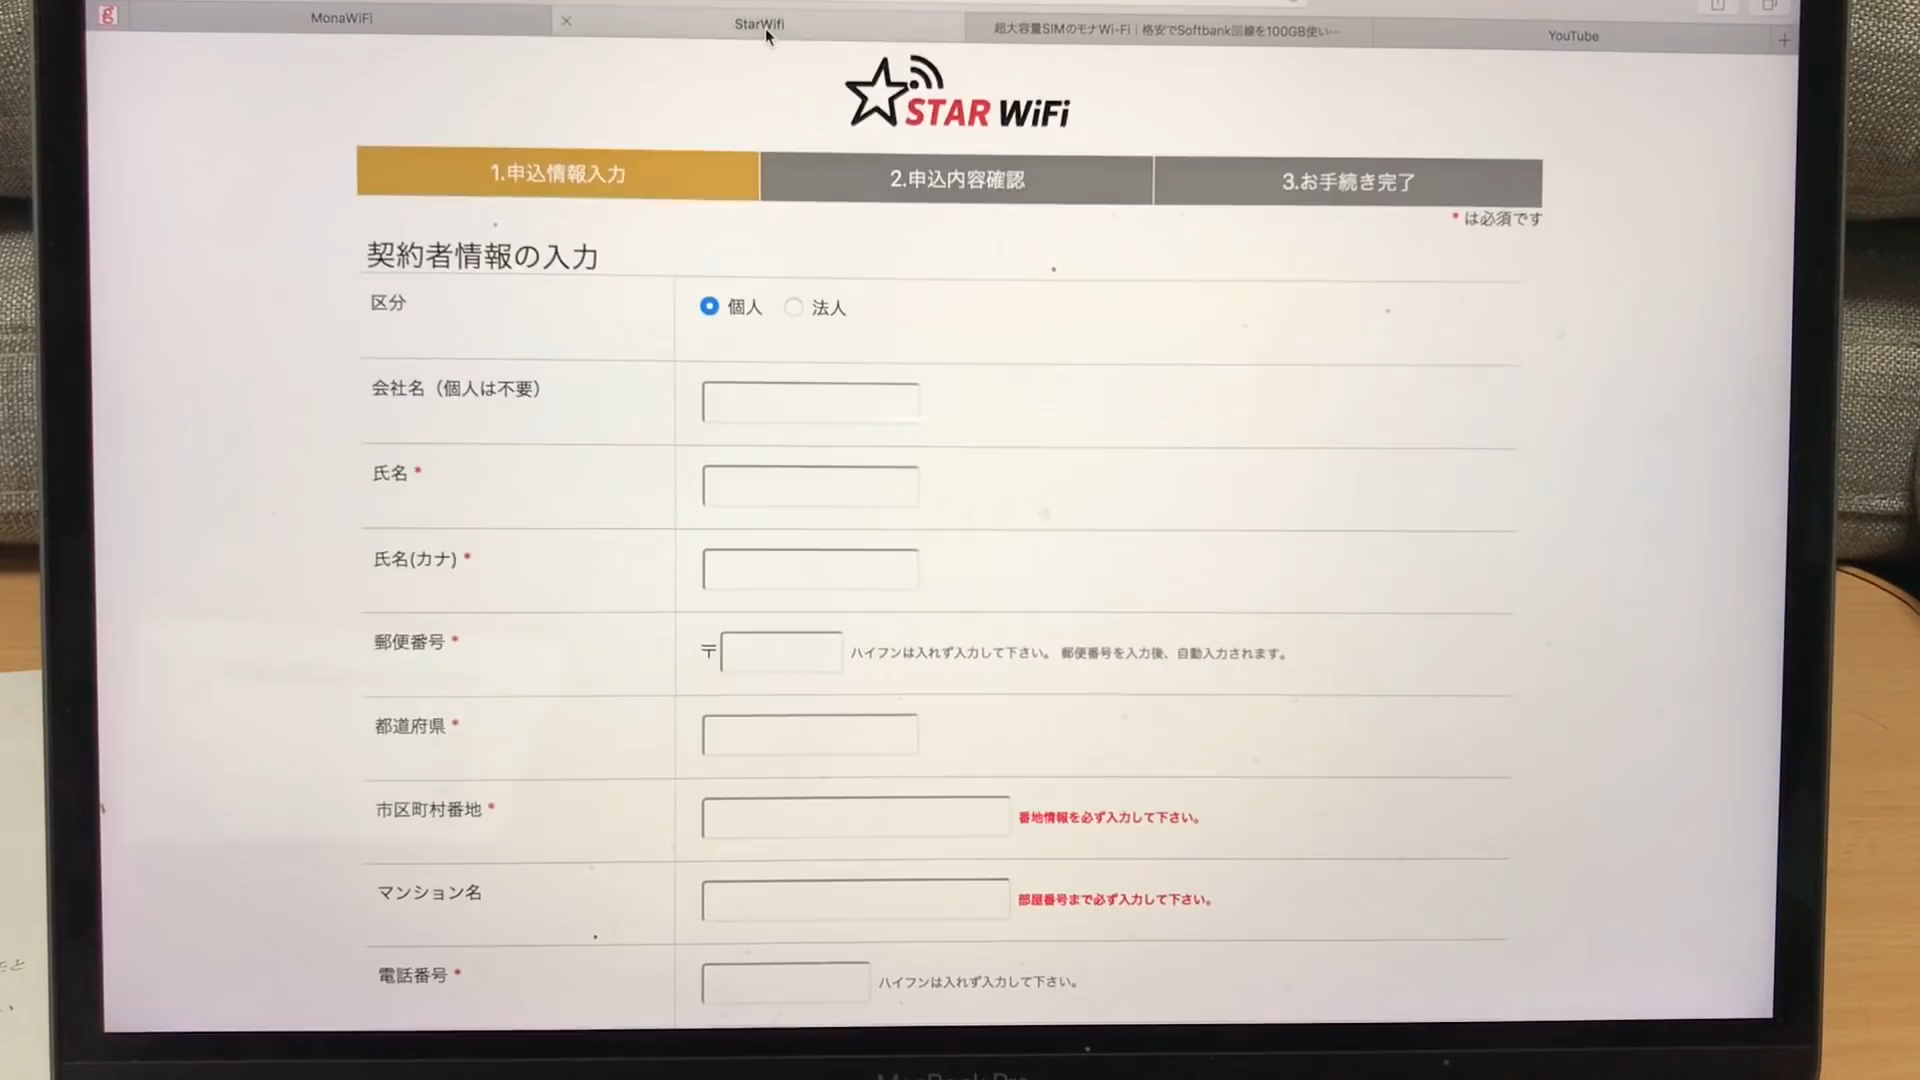 MonaWiFi
StarWifi
超大容量SIMのモナWi-Fi｜格安でSoftbank回線を100GB使い…
YouTube
STAR WiFi
1.申込情報入力
2.申込内容確認
3.お手続き完了
* は必須です
契約者情報の入力
区分
個人
法人
会社名（個人は不要）
氏名 *
氏名(カナ) *
郵便番号 *
〒
ハイフンは入れず入力して下さい。 郵便番号を入力後、自動入力されます。
都道府県 *
市区町村番地 *
番地情報を必ず入力して下さい。
マンション名
部屋番号まで必ず入力して下さい。
電話番号 *
ハイフンは入れず入力して下さい。